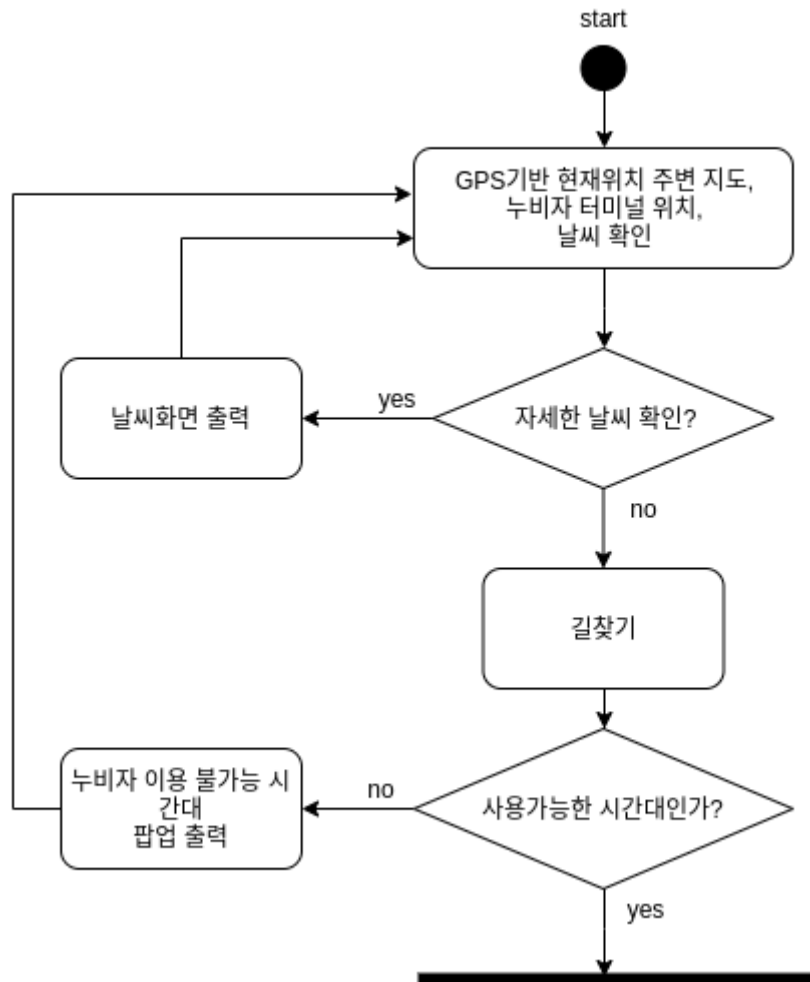 start
GPS기반 현재위치 주변 지도,
누비자 터미널 위치,
날씨 확인
날씨화면 출력
yes
자세한 날씨 확인?
no
길찾기
누비자 이용 불가능 시
간대
팝업 출력
no
사용가능한 시간대인가?
yes